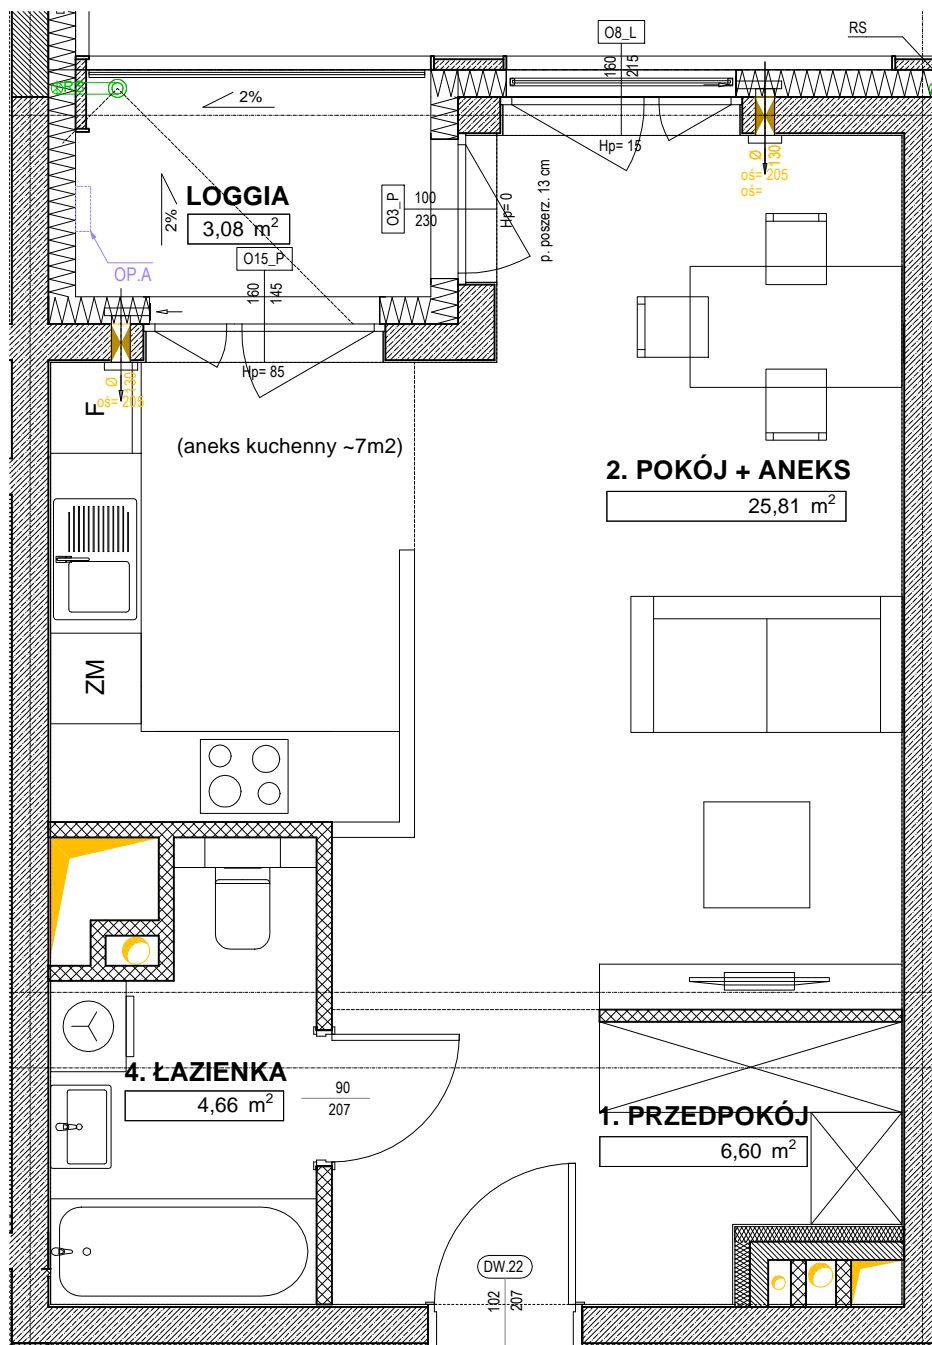 O8_L
RS
160
215
2%
Hp= 15
Ø
130
oś= 205
oś=
LOGGIA
3,08 m²
2%
O3_P
100
230
Hp= 0
p. poszerz. 13 cm
OP.A
O15_P
160
145
Hp= 85
Ø
130
oś= 205
F
(aneks kuchenny ~7m2)
2. POKÓJ + ANEKS
25,81 m²
ZM
4. ŁAZIENKA
4,66 m²
90
207
1. PRZEDPOKÓJ
6,60 m²
DW.22
102
207